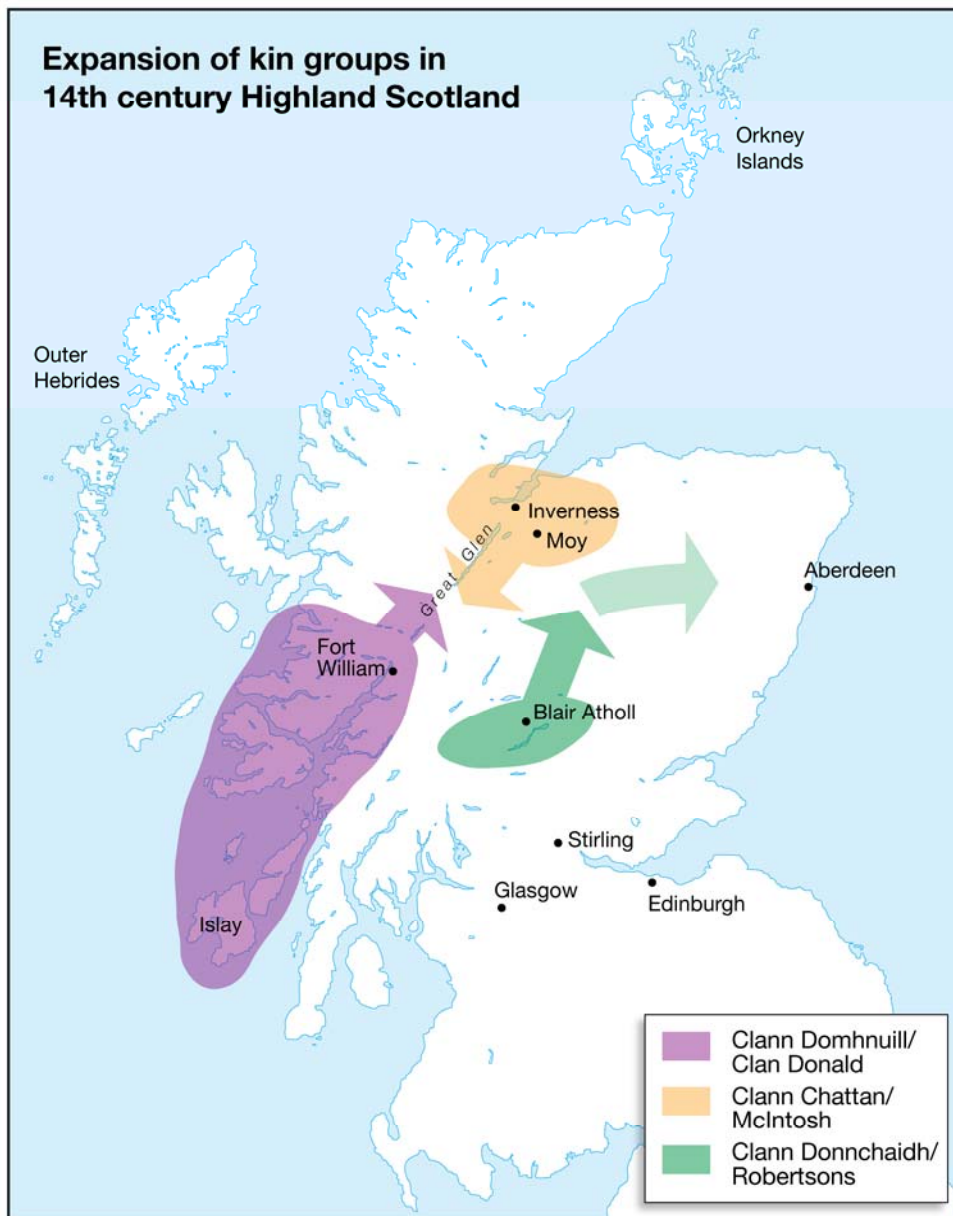 Expansion of kin groups in
14th century Highland Scotland
Orkney
Islands
Outer
Hebrides
Inverness
Moy
Great Glen
Aberdeen
Fort
William
Blair Atholl
Stirling
Glasgow
Edinburgh
Islay
Clann Domhnuill/
Clan Donald
Clann Chattan/
McIntosh
Clann Donnchaidh/
Robertsons